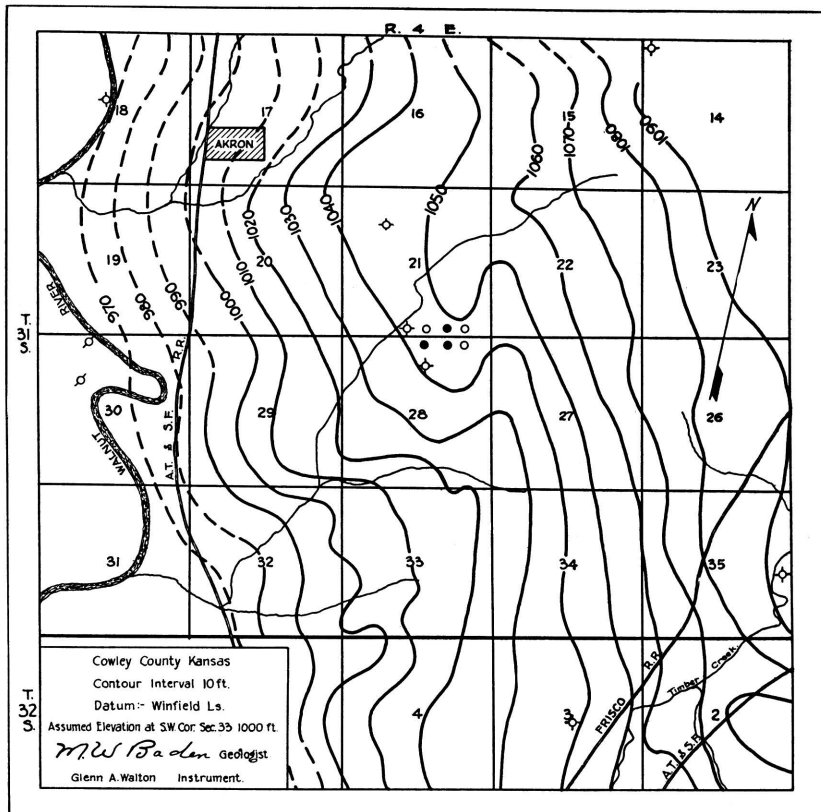 R. 4 E.
18
17
16
15
14
AKRON
1060
1070
1080
1090
1050
1040
1030
1020
1010
1000
990
980
970
19
20
21
22
23
RIVER
T.
31
S.
R.R.
A.T. & S.F.
WALNUT
30
29
28
27
26
N
31
32
33
34
35
Cowley County Kansas
Contour Interval 10ft.
Datum:- Winfield Ls.
Assumed Elevation at S.W. Cor. Sec. 33 1000 ft.
M.W Baden Geologist
Glenn A. Walton Instrument.
T.
32
S.
4
3
2
FRISCO
R.R.
Timber Creek.
A.T. & S.F.